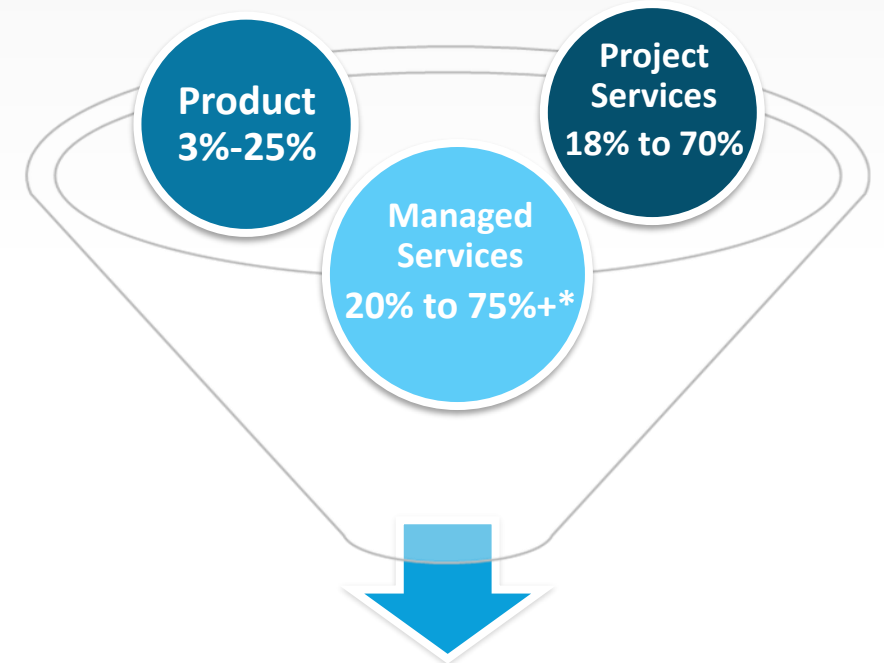 Product
3%-25%
Project
Services
18% to 70%
Managed
Services
20% to 75%+*